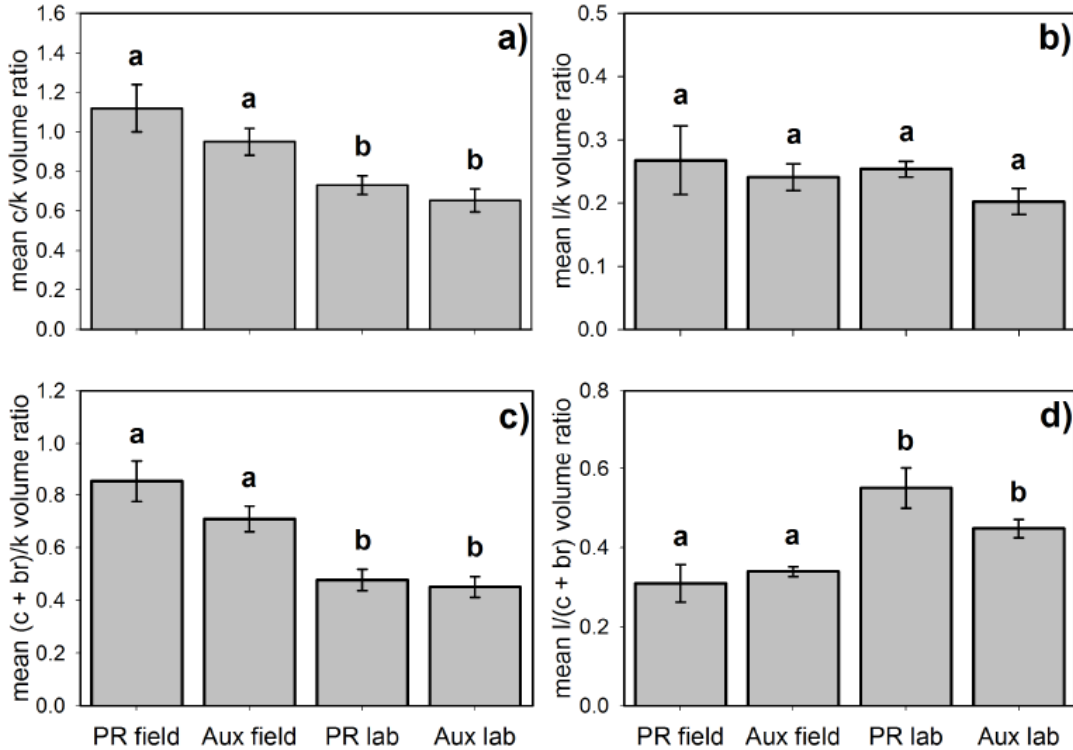 a)
mean c/k volume ratio
1.6
1.4
1.2
1.0
0.8
0.6
0.4
0.2
0.0
a
a
b
b
b)
mean l/k volume ratio
0.5
0.4
0.3
0.2
0.1
0.0
a
a
a
a
c)
mean (c + br)/k volume ratio
1.2
1.0
0.8
0.6
0.4
0.2
0.0
a
a
b
b
PR field Aux field PR lab Aux lab
d)
mean l/(c + br) volume ratio
0.8
0.6
0.4
0.2
0.0
a
a
b
b
PR field Aux field PR lab Aux lab